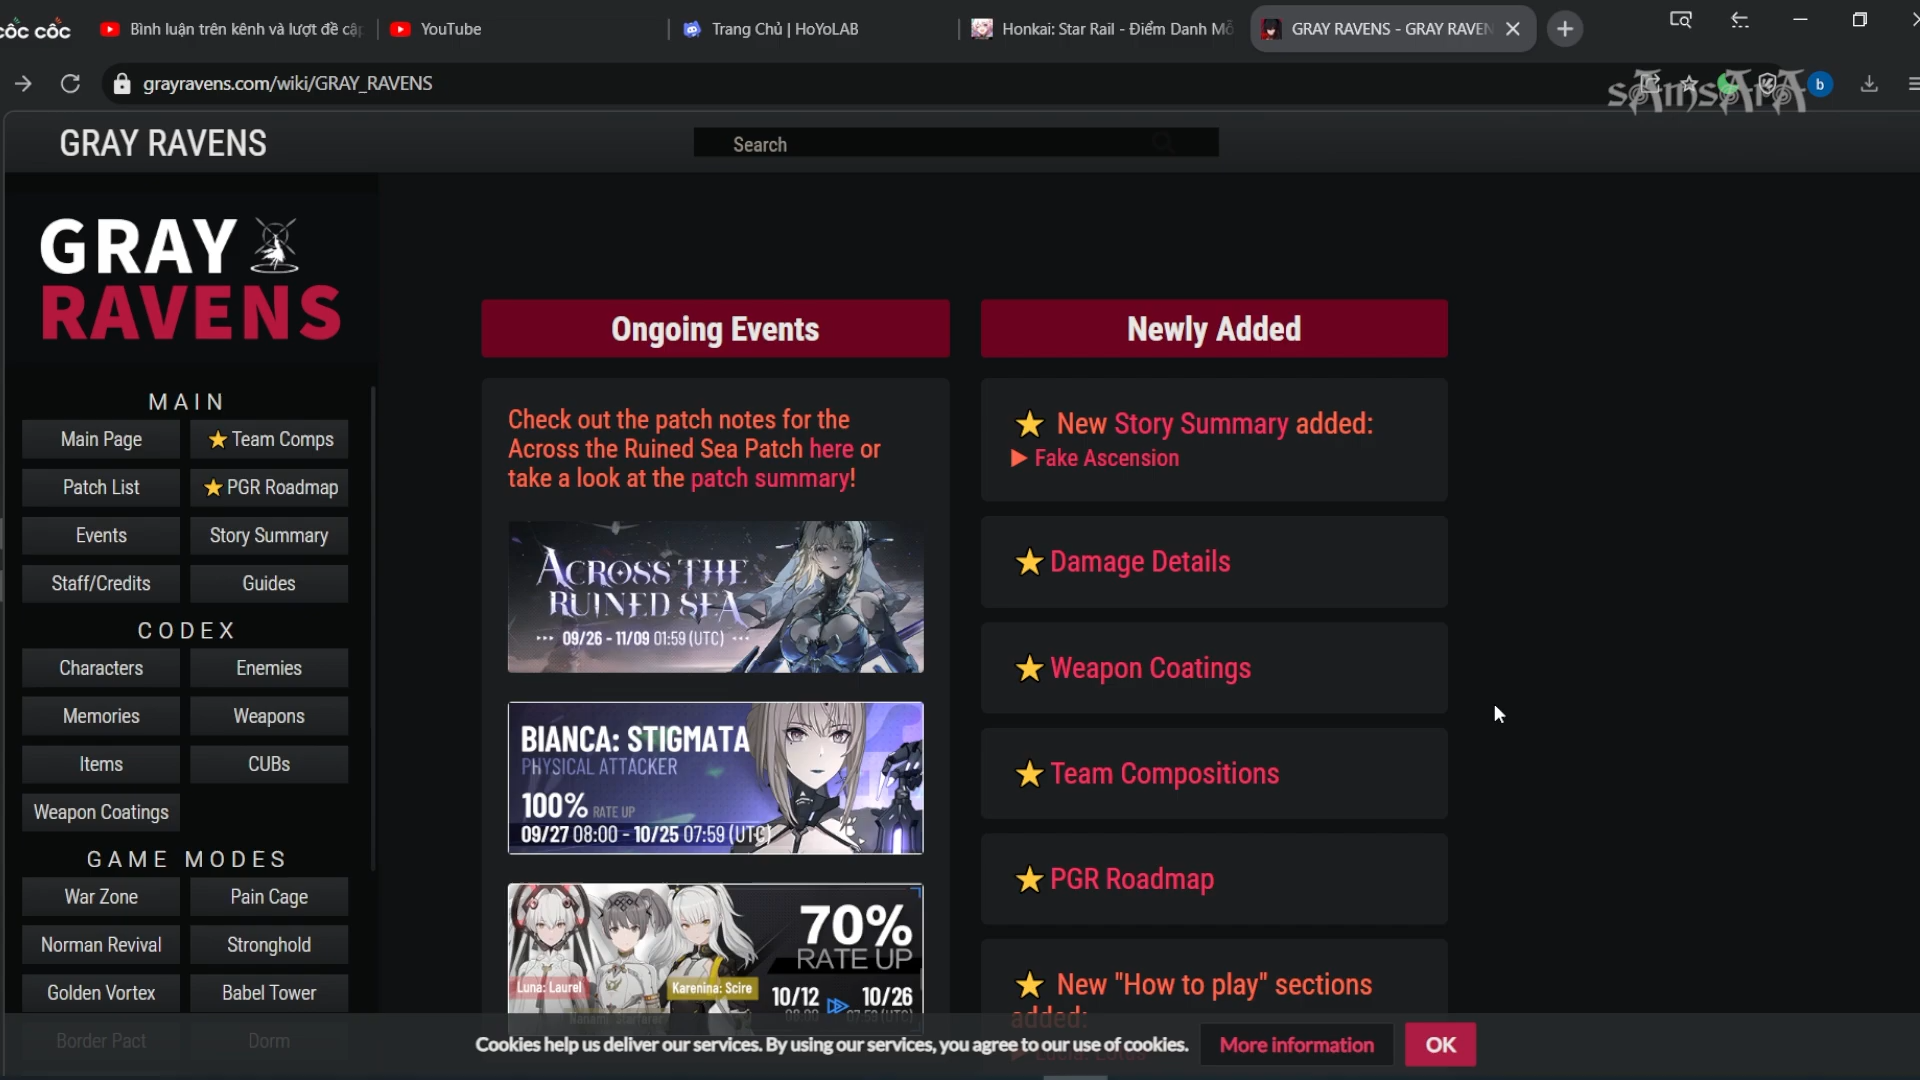 cốc cốc
Bình luận trên kênh và lượt đề cập
YouTube
Trang Chủ | HoYoLAB
Honkai: Star Rail - Điểm Danh Mỗ
GRAY RAVENS - GRAY RAVEN
grayravens.com/wiki/GRAY_RAVENS
sAmsArA
b
GRAY RAVENS
Search
GRAY
RAVENS
MAIN
Main Page
Team Comps
Patch List
PGR Roadmap
Events
Story Summary
Staff/Credits
Guides
CODEX
Characters
Enemies
Memories
Weapons
Items
CUBs
Weapon Coatings
GAME MODES
War Zone
Pain Cage
Norman Revival
Stronghold
Golden Vortex
Babel Tower
Border Pact
Dorm
Ongoing Events
Check out the patch notes for the
Across the Ruined Sea Patch here or
take a look at the patch summary!
ACROSS THE
RUINED SEA
09/26 - 11/09 01:59 (UTC)
BIANCA: STIGMATA
PHYSICAL ATTACKER
100% RATE UP
09/27 08:00 - 10/25 07:59 (UTC)
70%
RATE UP
Luna: Laurel
Karenina: Scire
Nanami: Starfarer
10/12 10/26
08:00 07:59 (UTC)
Newly Added
New Story Summary added:
Fake Ascension
Damage Details
Weapon Coatings
Team Compositions
PGR Roadmap
New "How to play" sections
added:
Cookies help us deliver our services. By using our services, you agree to our use of cookies.
More information
OK